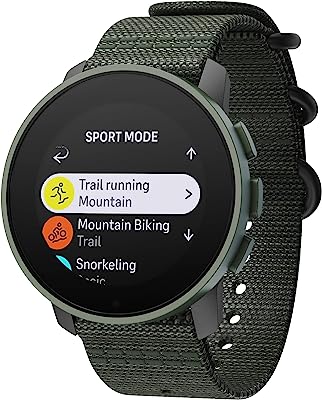 SPORT MODE
Trail running
Mountain
Mountain Biking
Trail
Snorkeling